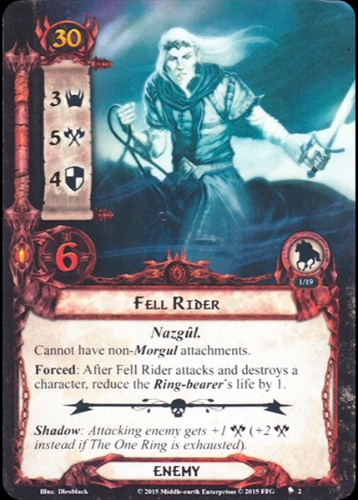 30
3
5
4
6
1/19
FELL RIDER
Nazgûl.
Cannot have non-Morgul attachments.
Forced: After Fell Rider attacks and destroys a
character, reduce the Ring-bearer's life by 1.
Shadow: Attacking enemy gets +1 (+2
instead if The One Ring is exhausted).
ENEMY
Illus. Dleoblack © 2015 Middle-earth Enterprises © 2015 FFG 2